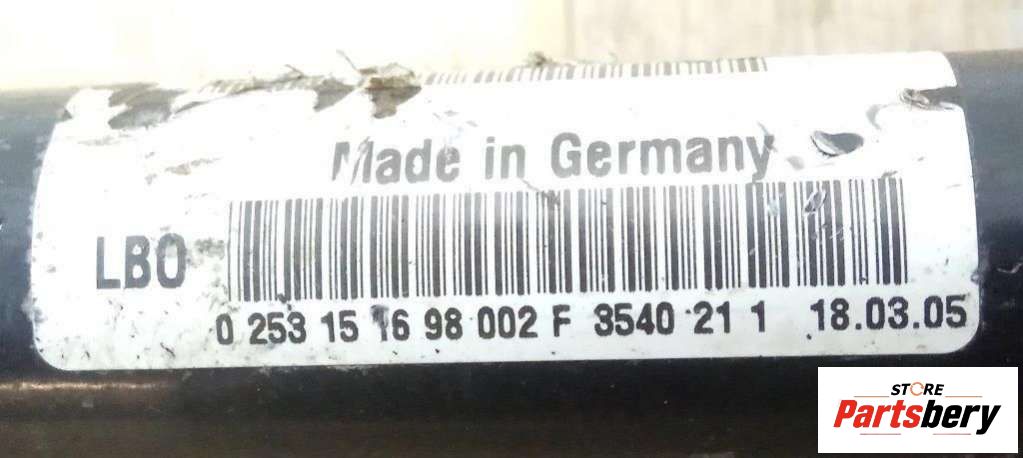 Made in Germany
LBO
0 253 15 16 98 002 F 3540 21 1 18.03.05
STORE
Partsbery